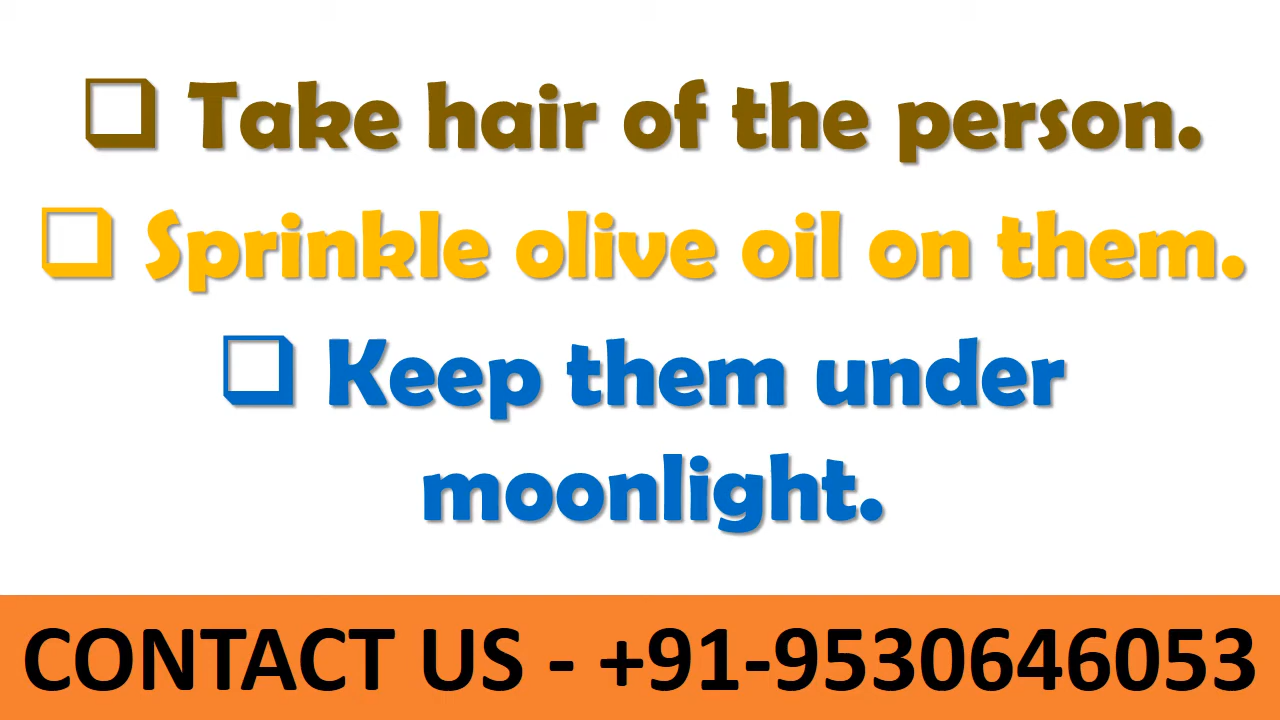 ❑ Take hair of the person.
❑ Sprinkle olive oil on them.
❑ Keep them under
moonlight.
CONTACT US - +91-9530646053